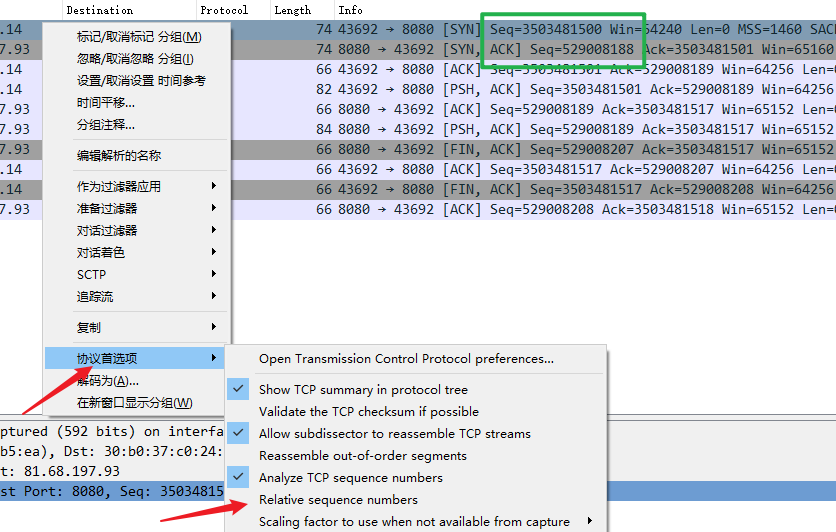 Destination Protocol Length Info
.14 74 43692 → 8080 [SYN] Seq=3503481500 Win=64240 Len=0 MSS=1460 SACK
7.93 74 8080 → 43692 [SYN, ACK] Seq=529008188 Ack=3503481501 Win=65160
.14 66 43692 → 8080 [ACK] Seq=3503481501 Ack=529008189 Win=64256 Len=
.14 82 43692 → 8080 [PSH, ACK] Seq=3503481501 Ack=529008189 Win=64256
7.93 66 8080 → 43692 [ACK] Seq=529008189 Ack=3503481517 Win=65152 Len=
7.93 84 8080 → 43692 [PSH, ACK] Seq=529008189 Ack=3503481517 Win=65152
7.93 66 8080 → 43692 [FIN, ACK] Seq=529008207 Ack=3503481517 Win=65152
.14 66 43692 → 8080 [ACK] Seq=3503481517 Ack=529008207 Win=64256 Len=
.14 66 43692 → 8080 [FIN, ACK] Seq=3503481517 Ack=529008208 Win=64256
7.93 66 8080 → 43692 [ACK] Seq=529008208 Ack=3503481518 Win=65152 Len=
标记/取消标记 分组(M)
忽略/取消忽略 分组(I)
设置/取消设置 时间参考
时间平移...
分组注释...
编辑解析的名称
作为过滤器应用
准备过滤器
对话过滤器
对话着色
SCTP
追踪流
复制
协议首选项
解码为(A)...
在新窗口显示分组(W)
Open Transmission Control Protocol preferences...
Show TCP summary in protocol tree
Validate the TCP checksum if possible
Allow subdissector to reassemble TCP streams
Reassemble out-of-order segments
Analyze TCP sequence numbers
Relative sequence numbers
Scaling factor to use when not available from capture
aptured (592 bits) on interfa
b5:ea), Dst: 30:b0:37:c0:24:
t: 81.68.197.93
st Port: 8080, Seq: 35034815